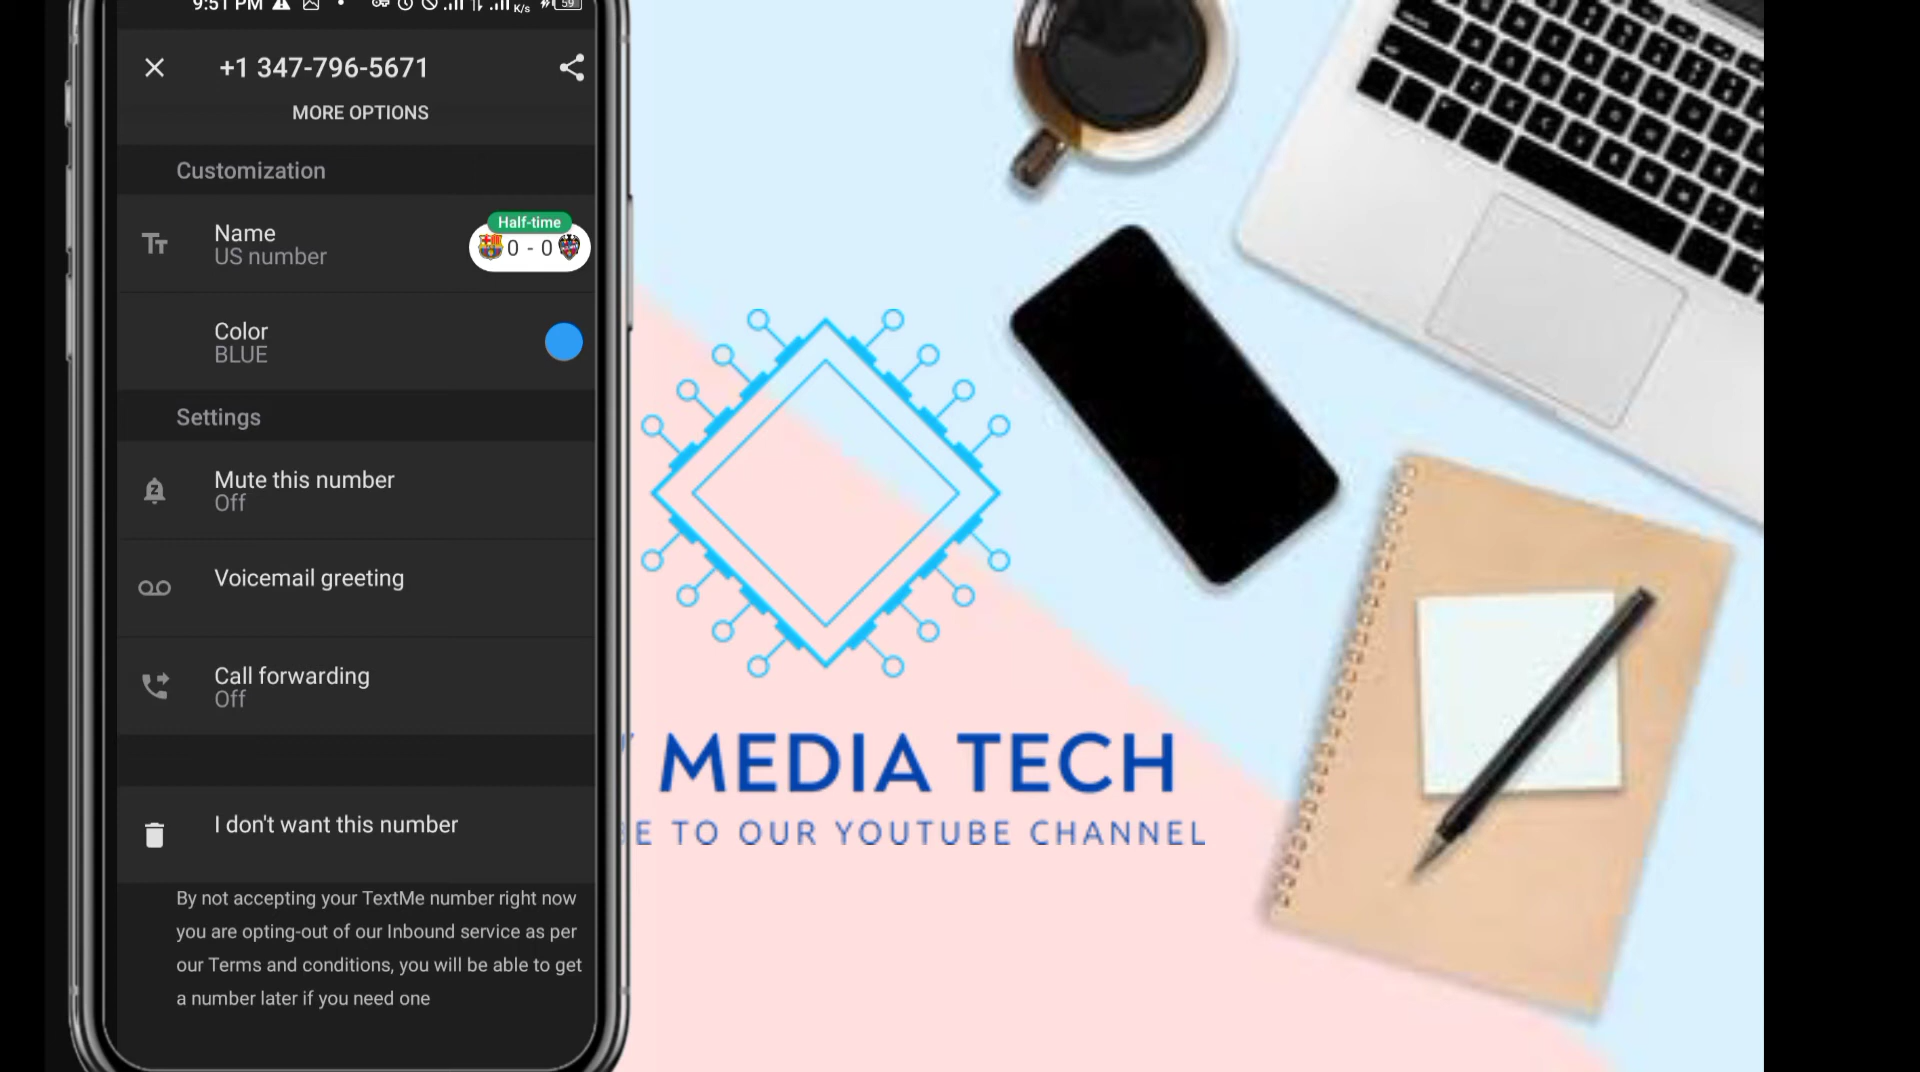 9:51 PM
K/s
59
+1 347-796-5671
MORE OPTIONS
Customization
Name
US number
Half-time
0 - 0
Color
BLUE
Settings
Mute this number
Off
Voicemail greeting
Call forwarding
Off
I don't want this number
By not accepting your TextMe number right now
you are opting-out of our Inbound service as per
our Terms and conditions, you will be able to get
a number later if you need one
MEDIA TECH
E TO OUR YOUTUBE CHANNEL